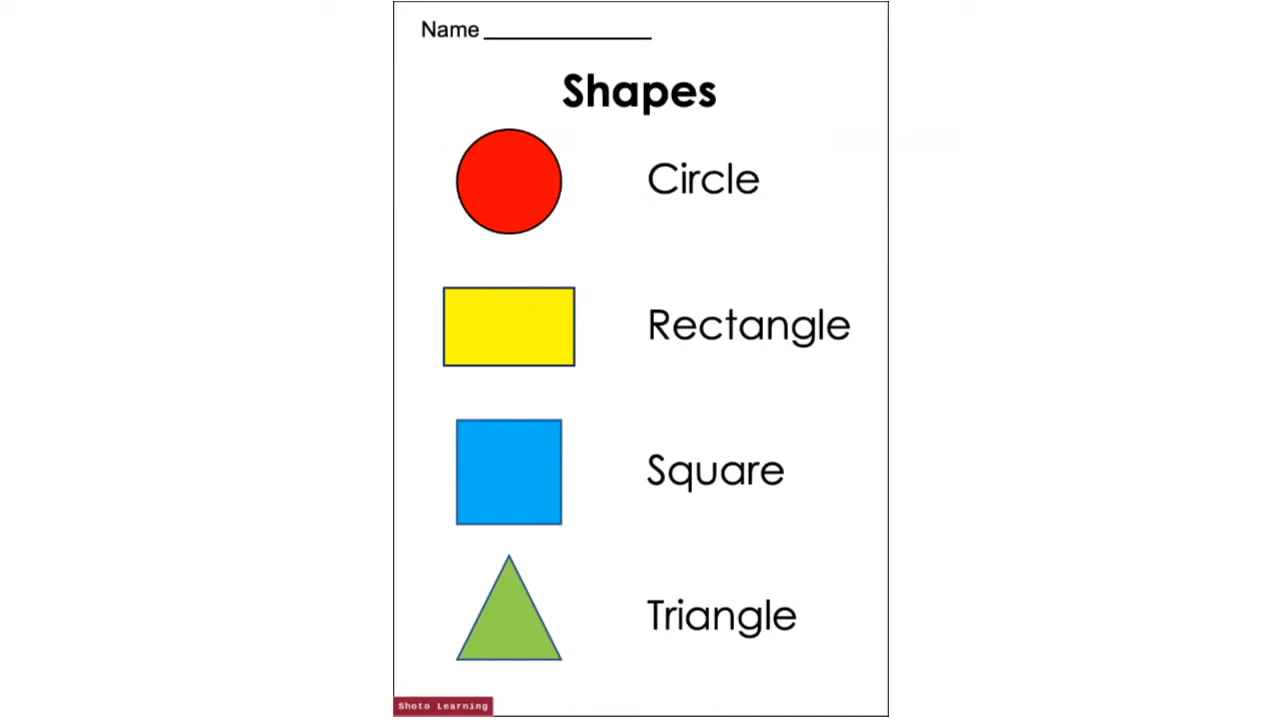 Name
Shapes
Circle
Rectangle
Square
Triangle
Shoto Learning